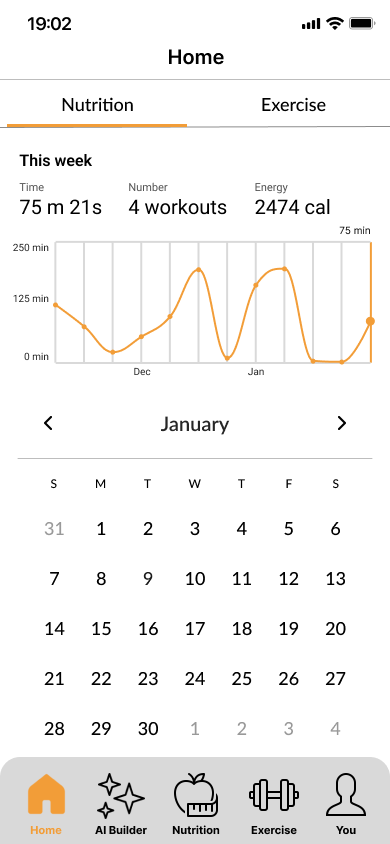 19:02
Home
Nutrition Exercise
This week
Time Number Energy
75 m 21s 4 workouts 2474 cal
75 min
250 min
125 min
0 min
Dec Jan
January
S M T W T F S
31 1 2 3 4 5 6
7 8 9 10 11 12 13
14 15 16 17 18 19 20
21 22 23 24 25 26 27
28 29 30 1 2 3 4
Home AI Builder Nutrition Exercise You